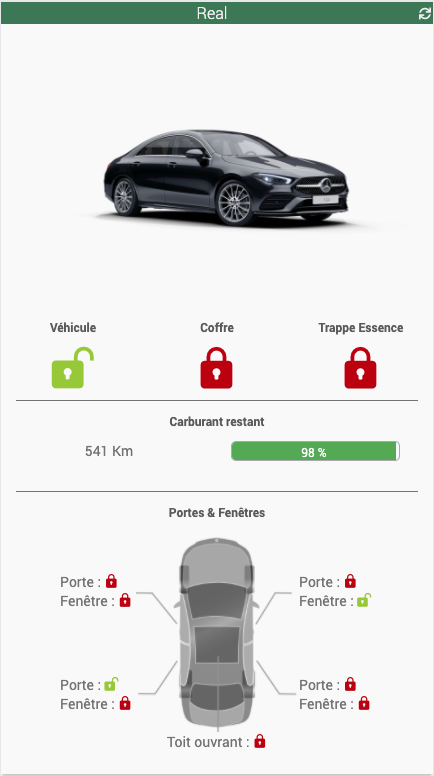 Real
Véhicule Coffre Trappe Essence
Carburant restant
541 Km 98 %
Portes & Fenêtres
Porte : Porte :
Fenêtre : Fenêtre :
Porte : Porte :
Fenêtre : Fenêtre :
Toit ouvrant :